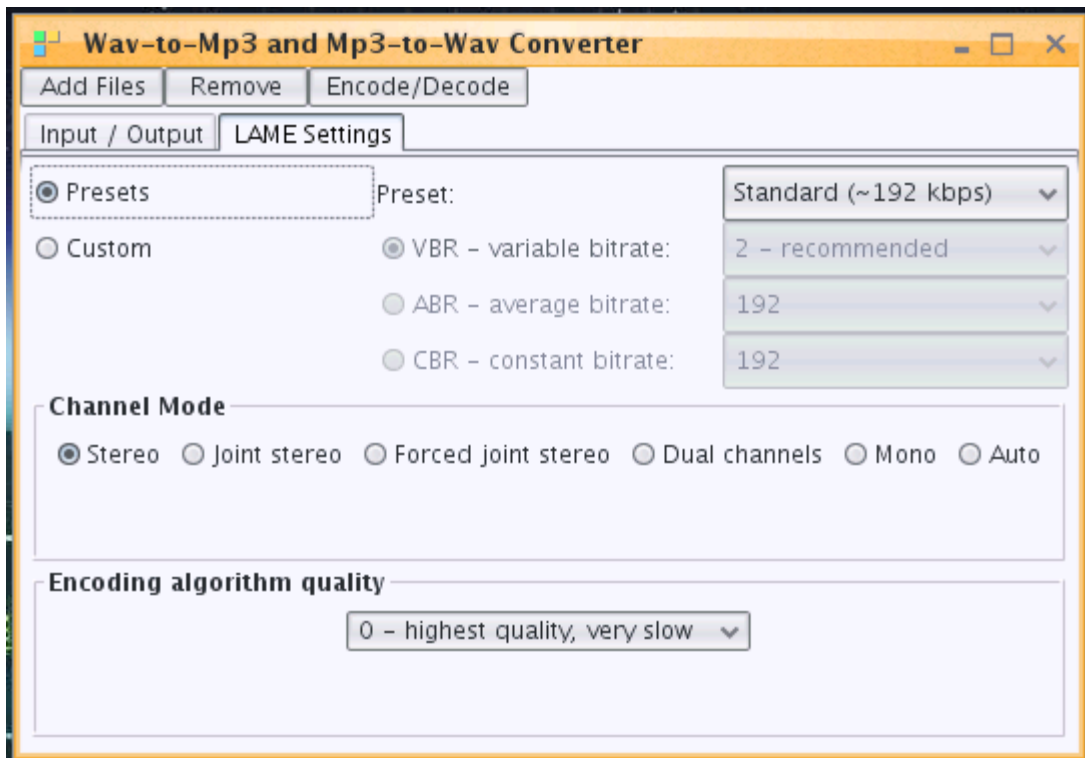 Wav-to-Mp3 and Mp3-to-Wav Converter
Add Files Remove Encode/Decode
Input / Output LAME Settings
Presets Preset: Standard (~192 kbps)
Custom VBR – variable bitrate: 2 – recommended
ABR – average bitrate: 192
CBR – constant bitrate: 192
Channel Mode
Stereo Joint stereo Forced joint stereo Dual channels Mono Auto
Encoding algorithm quality
0 – highest quality, very slow